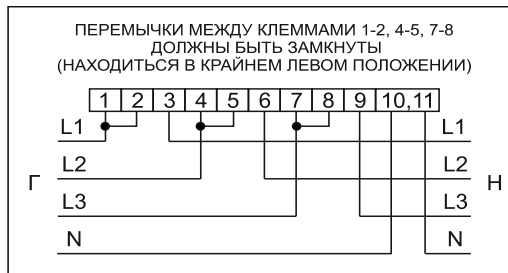 ПЕРЕМЫЧКИ МЕЖДУ КЛЕММАМИ 1-2, 4-5, 7-8
ДОЛЖНЫ БЫТЬ ЗАМКНУТЫ
(НАХОДИТЬСЯ В КРАЙНЕМ ЛЕВОМ ПОЛОЖЕНИИ)
1 2 3 4 5 6 7 8 9 10,11
L1 L1
L2 L2
Г Н
L3 L3
N N